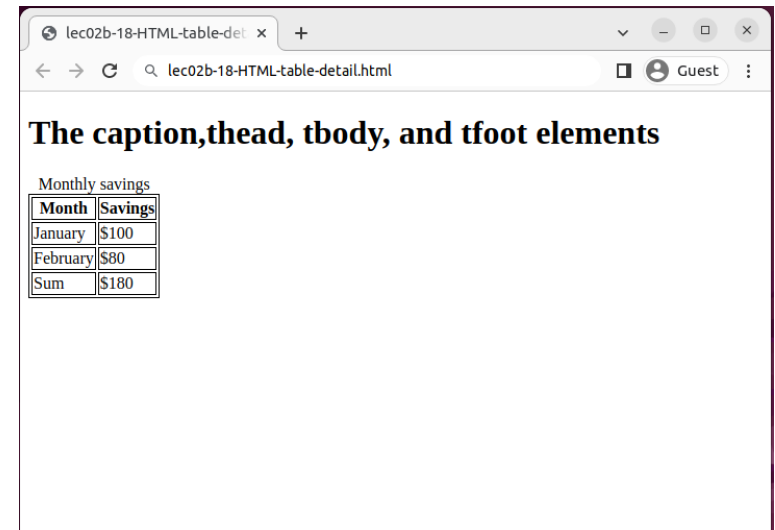 lec02b-18-HTML-table-det
lec02b-18-HTML-table-detail.html
Guest
The caption,thead, tbody, and tfoot elements
Monthly savings
Month Savings
January $100
February $80
Sum $180